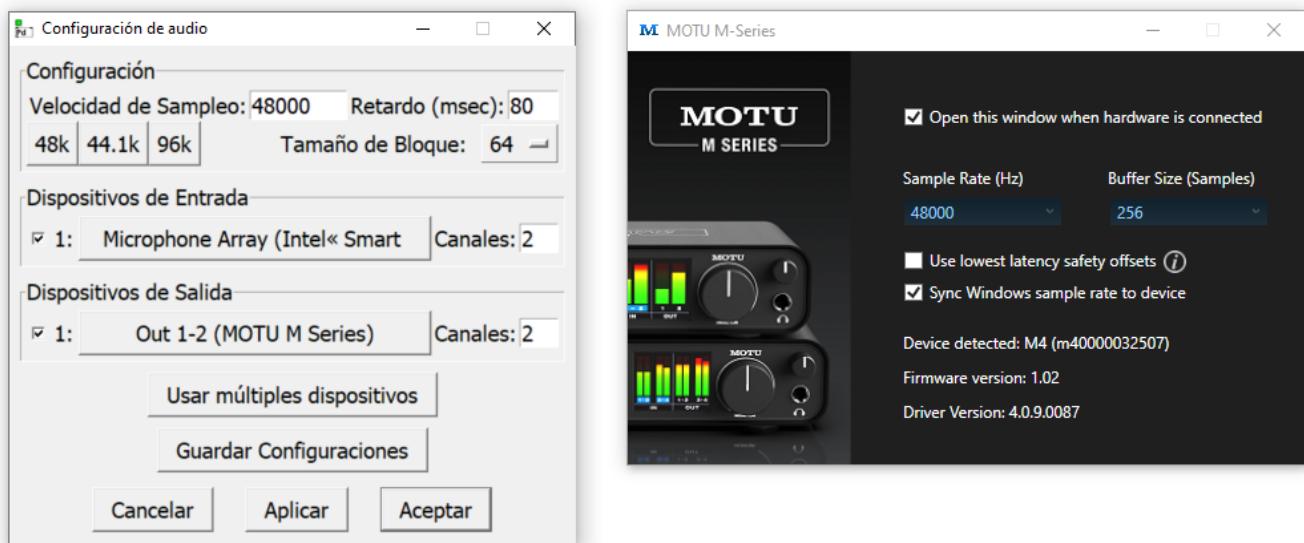 Configuración de audio
Configuración
Velocidad de Sampleo: 48000 Retardo (msec): 80
48k 44.1k 96k Tamaño de Bloque: 64
Dispositivos de Entrada
1: Microphone Array (Intel« Smart Canales: 2
Dispositivos de Salida
1: Out 1-2 (MOTU M Series) Canales: 2
Usar múltiples dispositivos
Guardar Configuraciones
Cancelar Aplicar Aceptar
M MOTU M-Series
MOTU
M SERIES
Open this window when hardware is connected
Sample Rate (Hz) Buffer Size (Samples)
48000 256
Use lowest latency safety offsets i
Sync Windows sample rate to device
Device detected: M4 (m40000032507)
Firmware version: 1.02
Driver Version: 4.0.9.0087
MOTU
IN OUT
MOTU
IN OUT